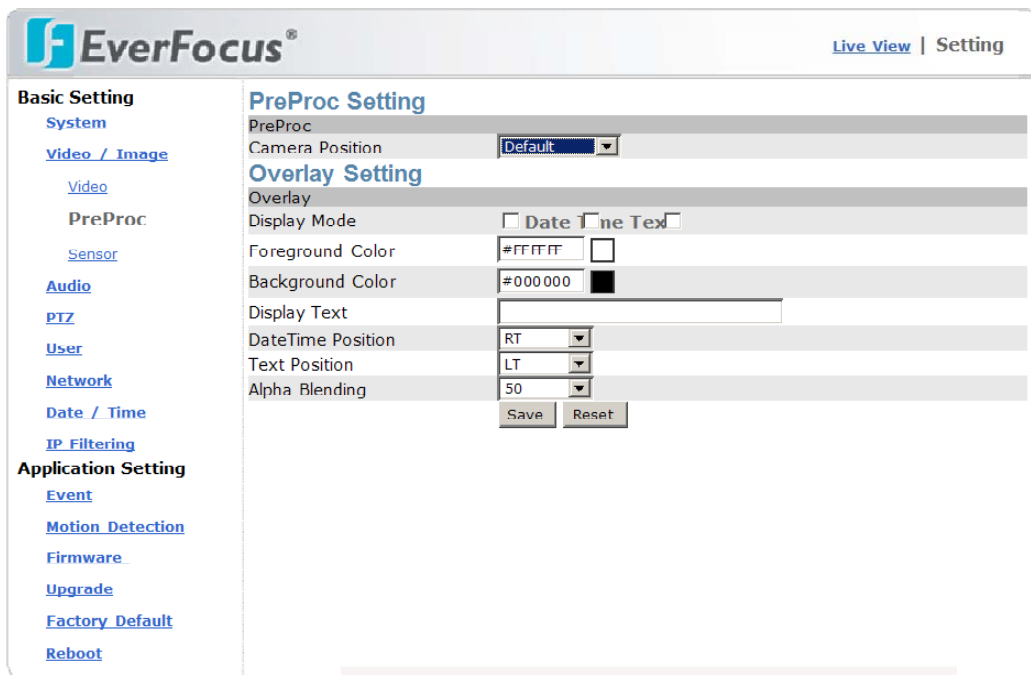 EverFocus®
Live View | Setting
Basic Setting
System
Video / Image
Video
PreProc
Sensor
Audio
PTZ
User
Network
Date / Time
IP Filtering
Application Setting
Event
Motion Detection
Firmware
Upgrade
Factory Default
Reboot
PreProc Setting
PreProc
Camera Position Default
Overlay Setting
Overlay
Display Mode Date Time Text
Foreground Color #FFFFFF
Background Color #000000
Display Text
DateTime Position RT
Text Position LT
Alpha Blending 50
Save Reset